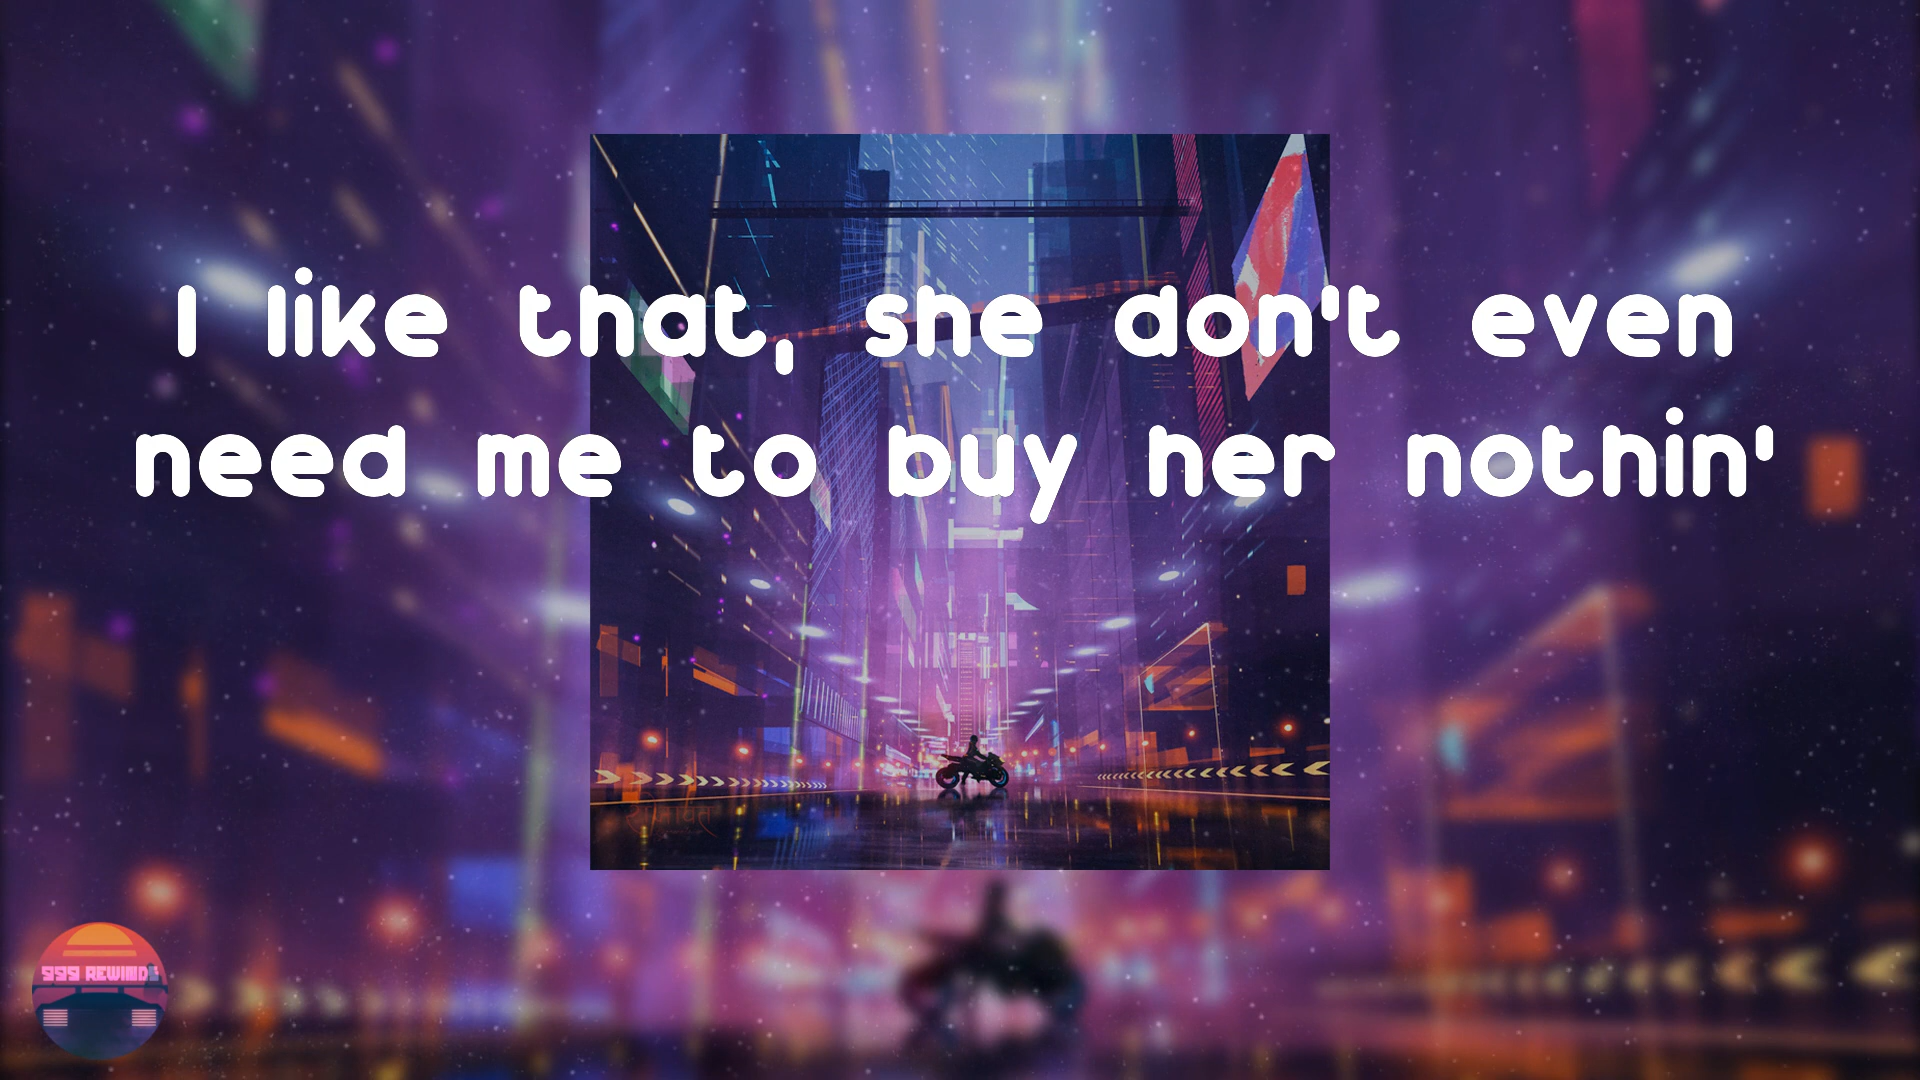 I like that, she don't even
need me to buy her nothin'
999 REWIND